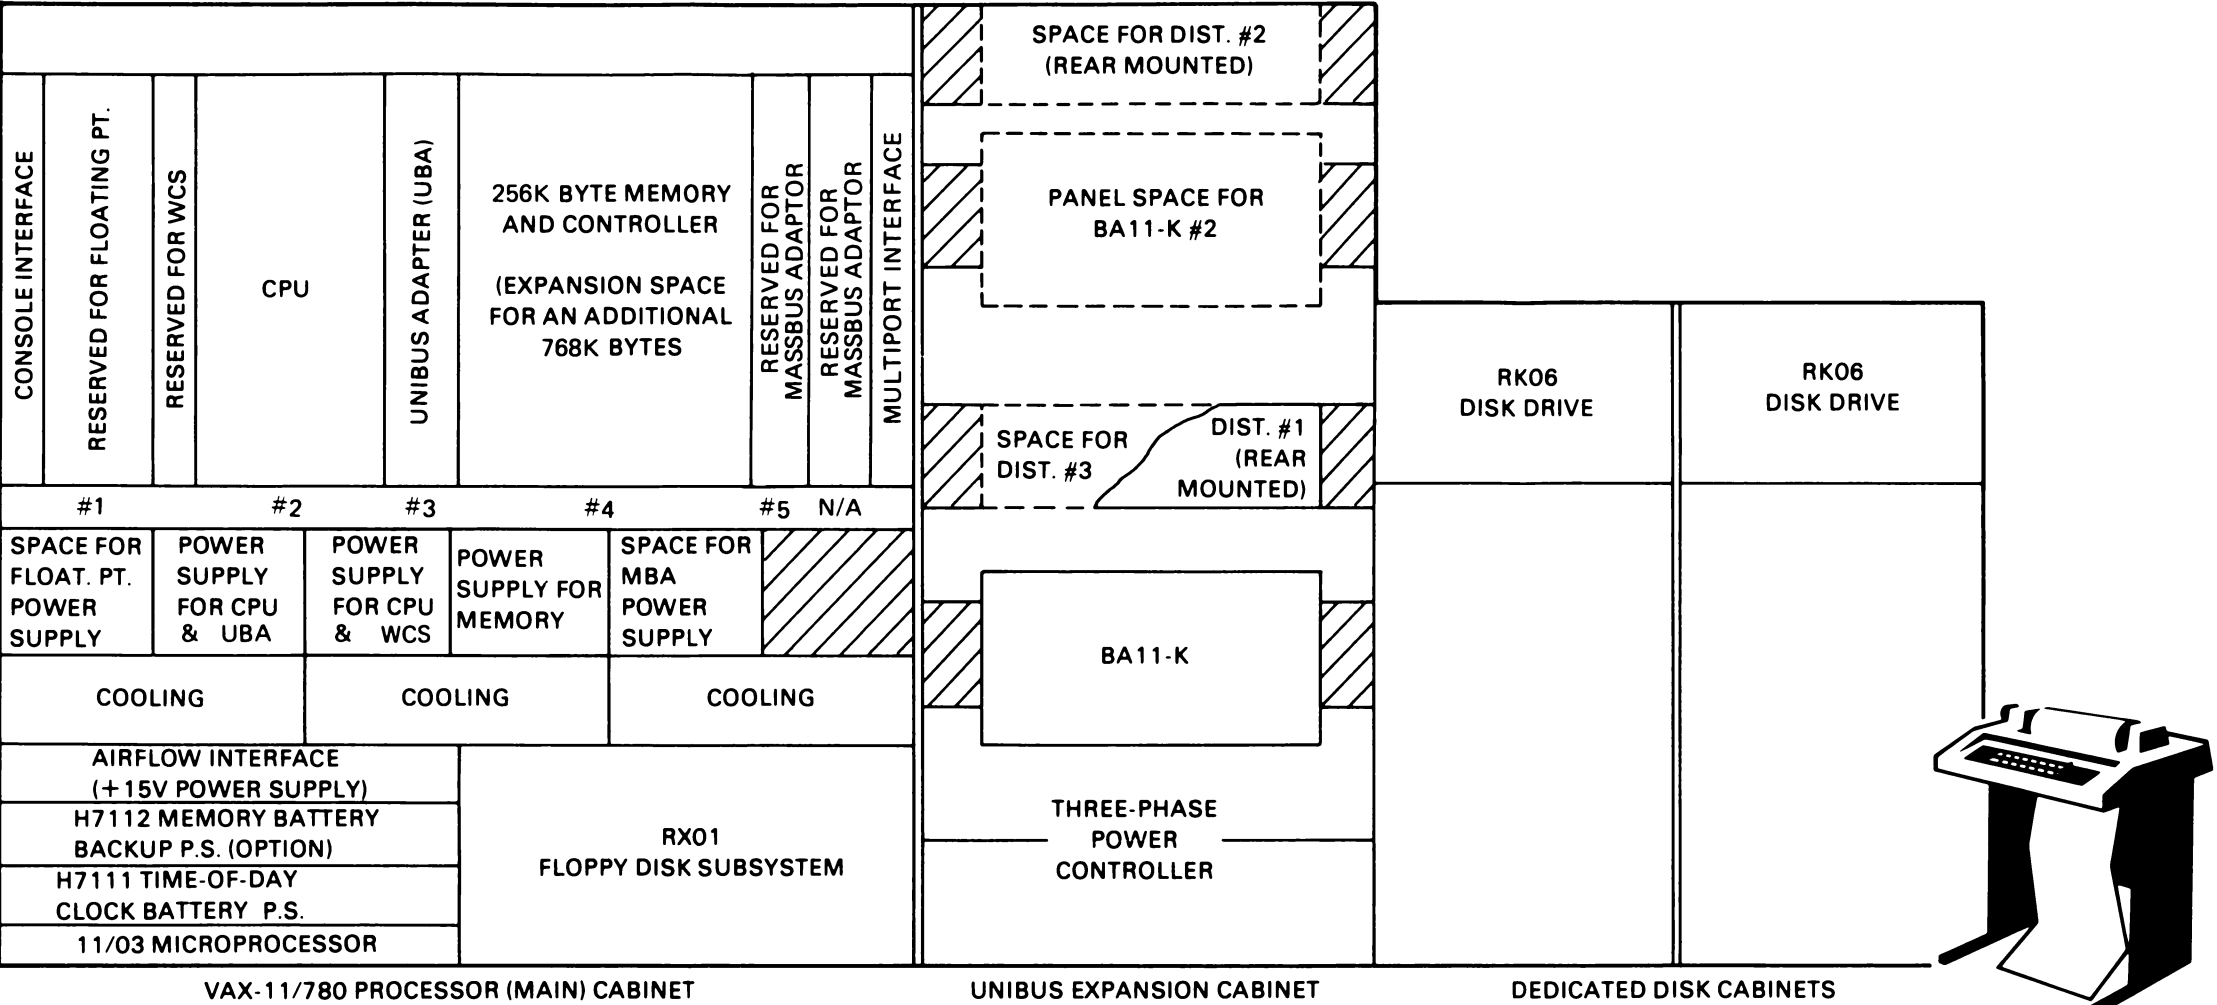 CONSOLE INTERFACE
RESERVED FOR FLOATING PT.
RESERVED FOR WCS
CPU
UNIBUS ADAPTER (UBA)
256K BYTE MEMORY
AND CONTROLLER
(EXPANSION SPACE
FOR AN ADDITIONAL
768K BYTES
RESERVED FOR
MASSBUS ADAPTOR
RESERVED FOR
MASSBUS ADAPTOR
MULTIPORT INTERFACE
#1
#2
#3
#4
#5
N/A
SPACE FOR
FLOAT. PT.
POWER
SUPPLY
POWER
SUPPLY
FOR CPU
& UBA
POWER
SUPPLY
FOR CPU
& WCS
POWER
SUPPLY FOR
MEMORY
SPACE FOR
MBA
POWER
SUPPLY
COOLING
COOLING
COOLING
AIRFLOW INTERFACE
(+15V POWER SUPPLY)
H7112 MEMORY BATTERY
BACKUP P.S. (OPTION)
H7111 TIME-OF-DAY
CLOCK BATTERY P.S.
11/03 MICROPROCESSOR
RX01
FLOPPY DISK SUBSYSTEM
VAX-11/780 PROCESSOR (MAIN) CABINET
SPACE FOR DIST. #2
(REAR MOUNTED)
PANEL SPACE FOR
BA11-K #2
SPACE FOR
DIST. #3
DIST. #1
(REAR
MOUNTED)
BA11-K
THREE-PHASE
POWER
CONTROLLER
UNIBUS EXPANSION CABINET
RK06
DISK DRIVE
RK06
DISK DRIVE
DEDICATED DISK CABINETS